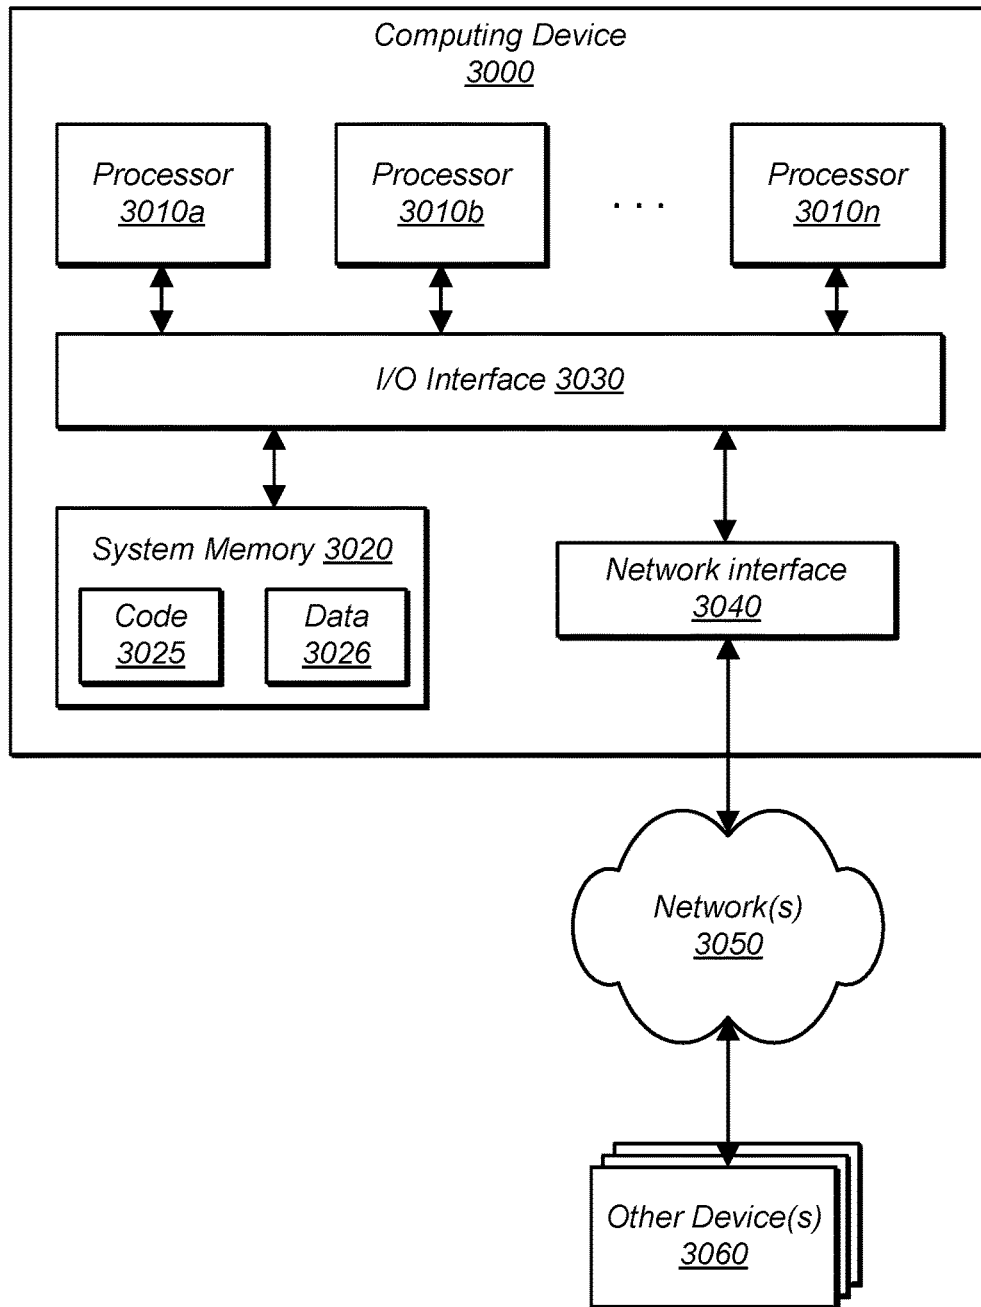 Computing Device
3000
Processor
3010a
Processor
3010b
. . .
Processor
3010n
I/O Interface 3030
System Memory 3020
Code
3025
Data
3026
Network interface
3040
Network(s)
3050
Other Device(s)
3060